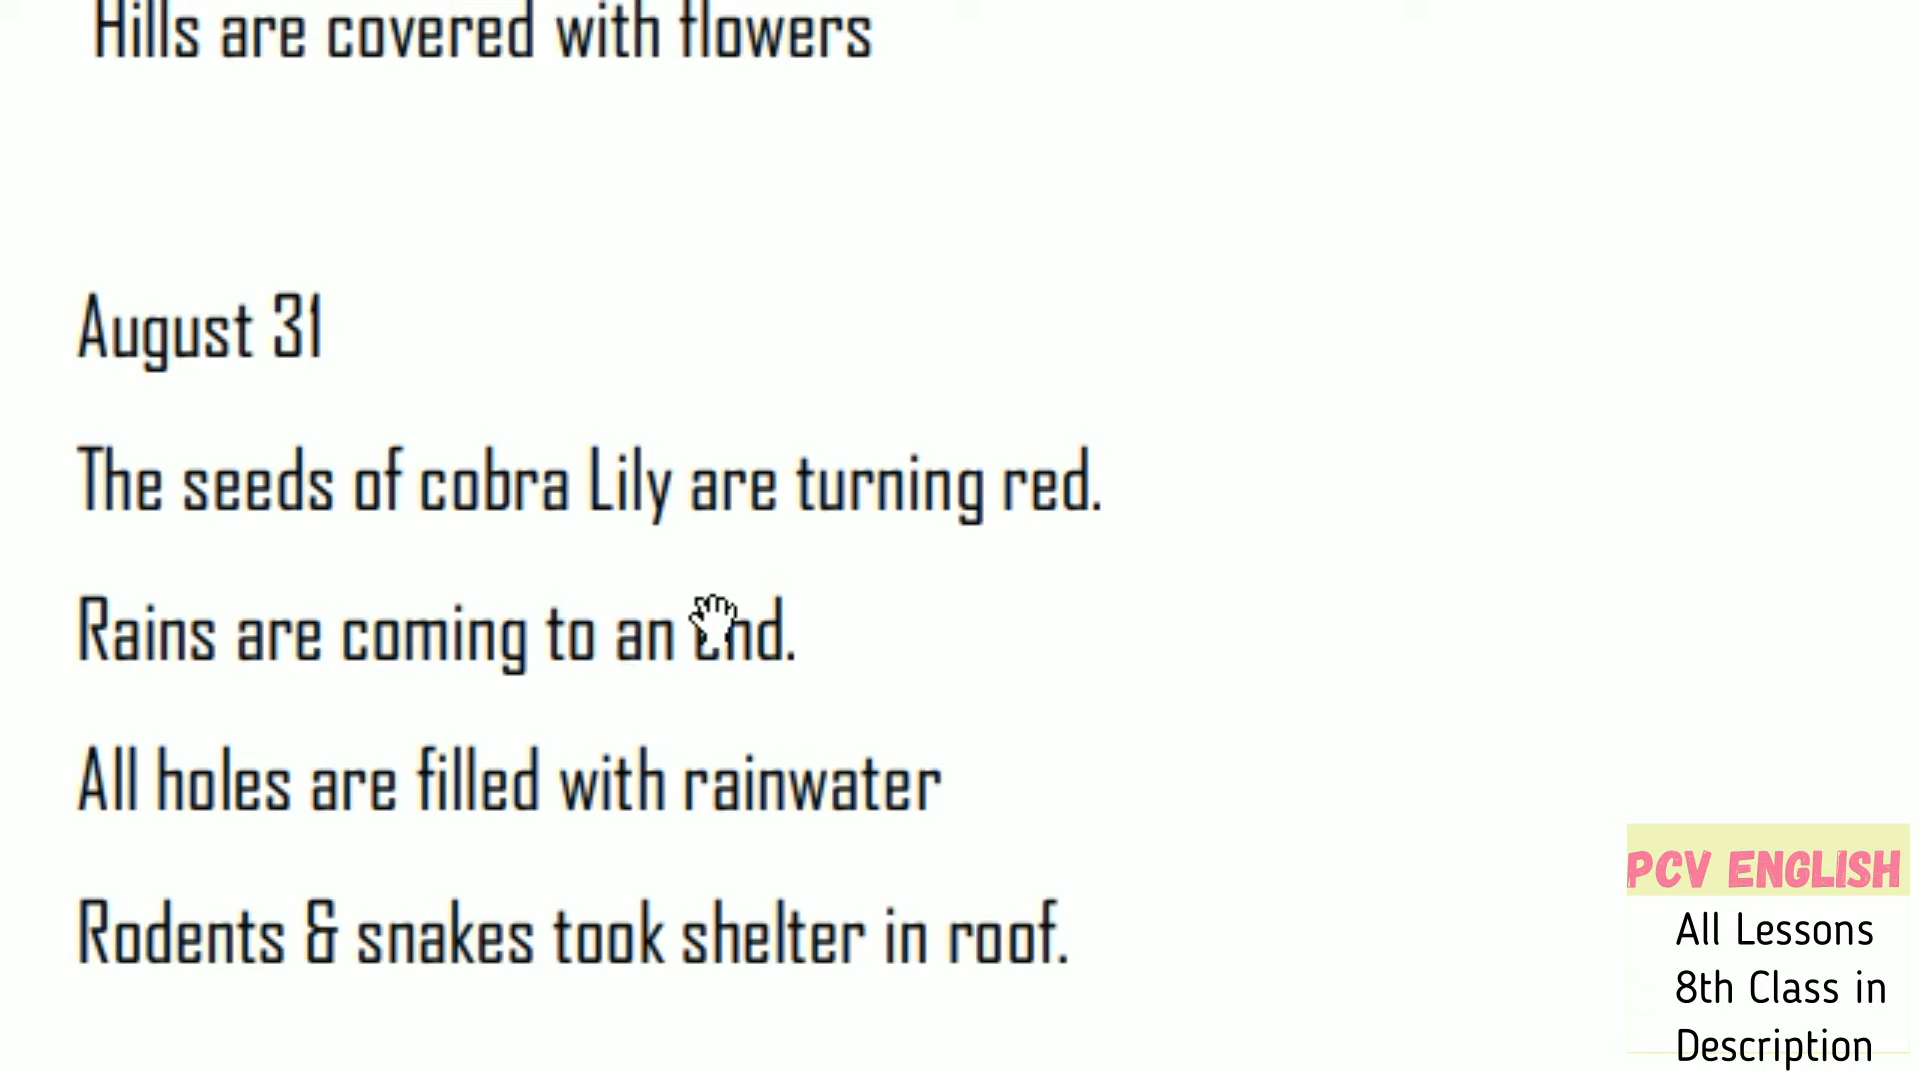 Hills are covered with flowers
August 31
The seeds of cobra Lily are turning red.
Rains are coming to an end.
All holes are filled with rainwater
Rodents & snakes took shelter in roof.
PCV ENGLISH
All Lessons
8th Class in
Description